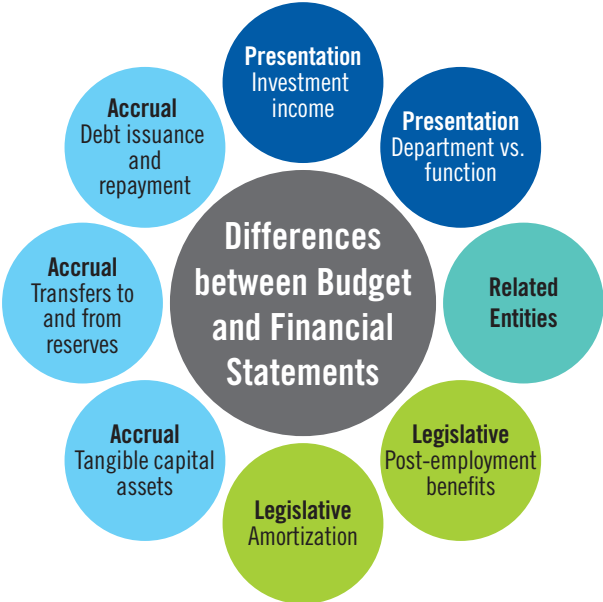 Presentation
Investment
income
Presentation
Department vs.
function
Related
Entities
Legislative
Post-employment
benefits
Legislative
Amortization
Accrual
Tangible capital
assets
Accrual
Transfers to
and from
reserves
Accrual
Debt issuance
and
repayment
Differences
between Budget
and Financial
Statements